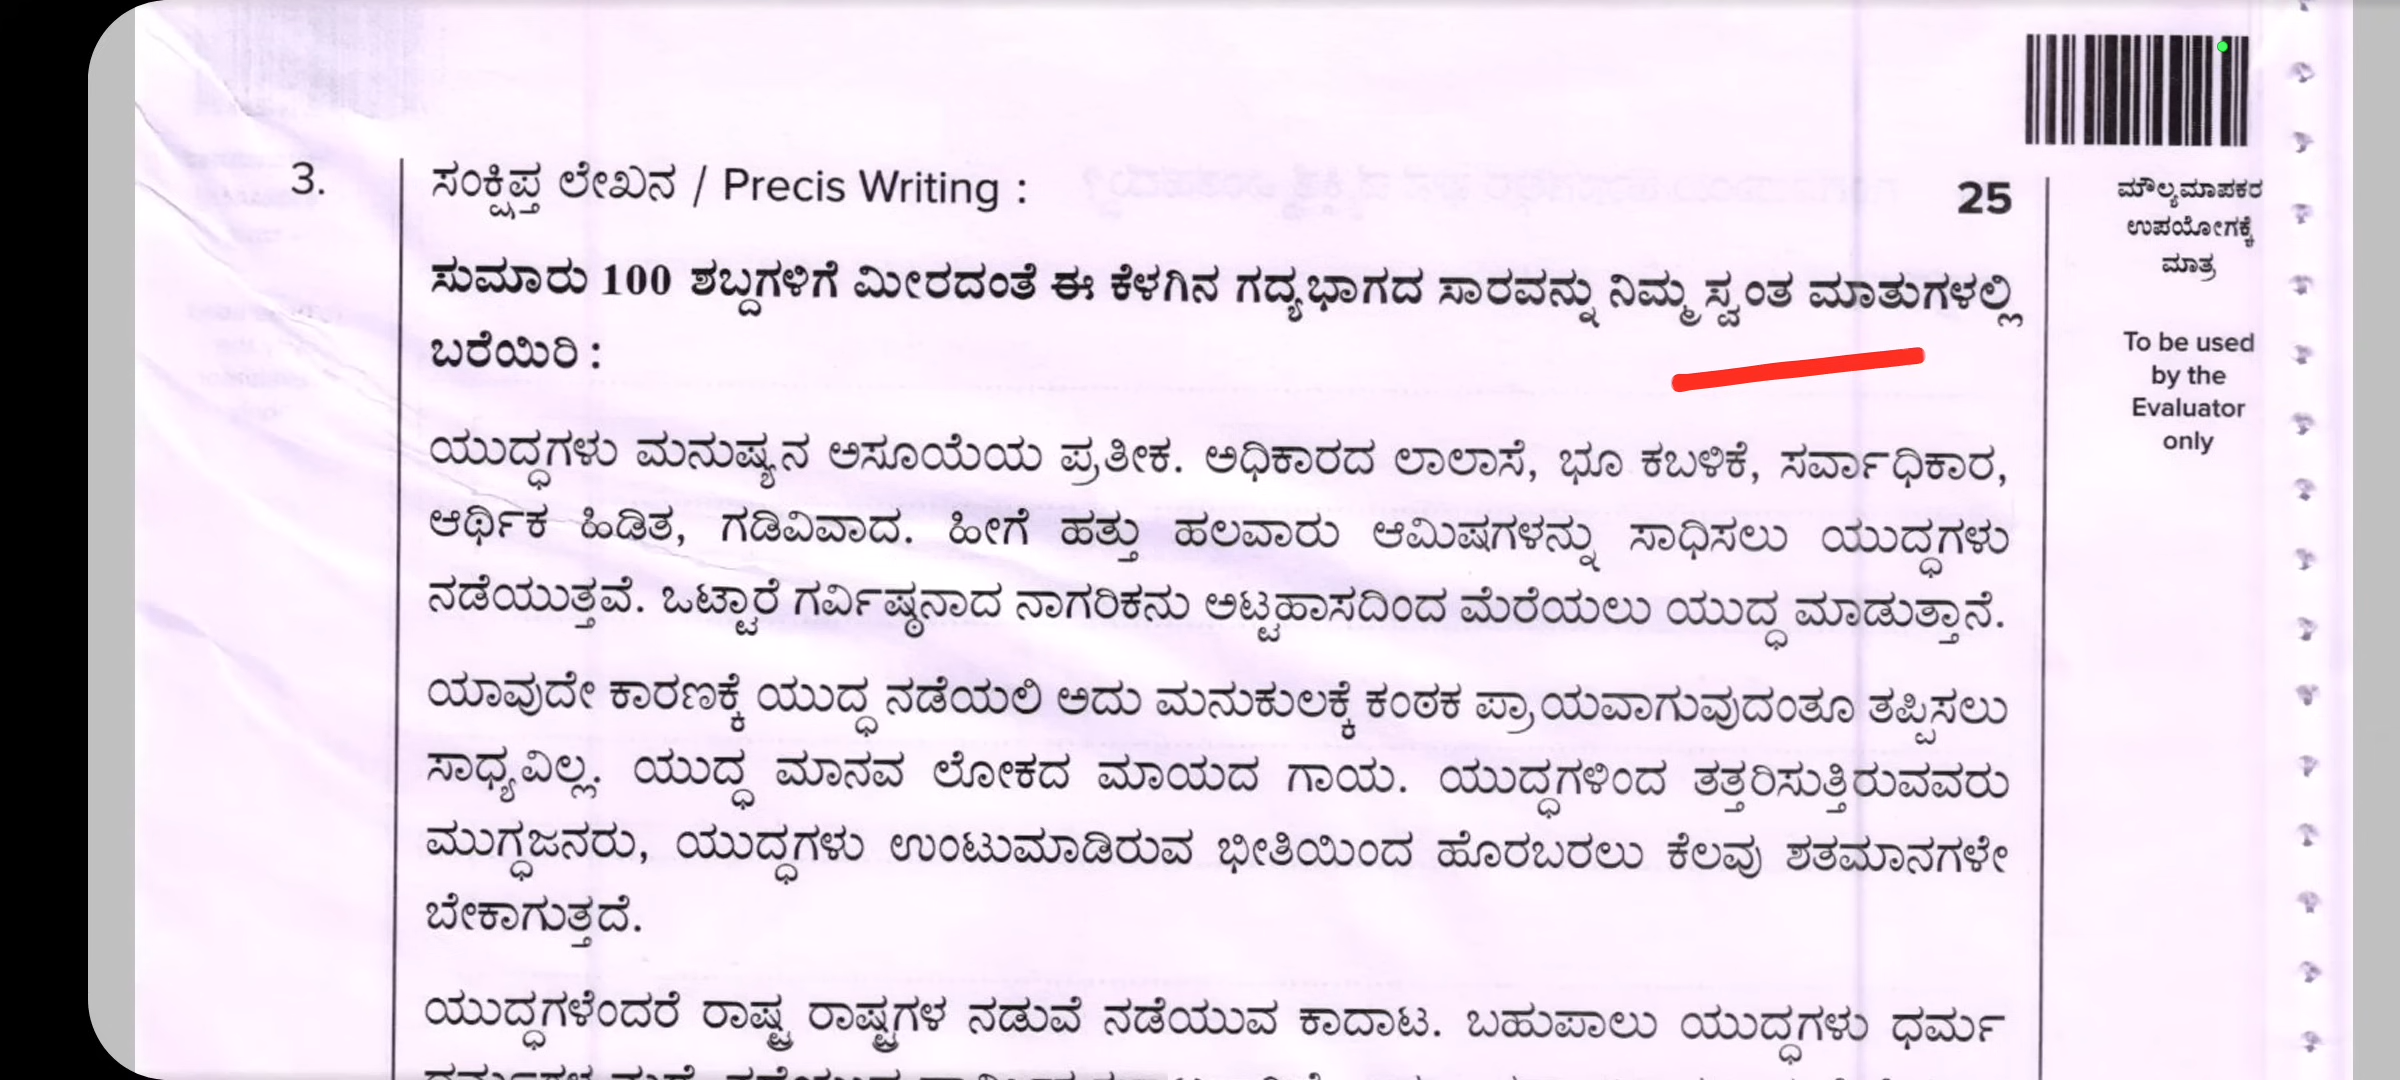 3.
ಸಂಕ್ಷಿಪ್ತ ಲೇಖನ / Precis Writing :
25
ಸುಮಾರು 100 ಶಬ್ದಗಳಿಗೆ ಮೀರದಂತೆ ಈ ಕೆಳಗಿನ ಗದ್ಯಭಾಗದ ಸಾರವನ್ನು ನಿಮ್ಮ ಸ್ವಂತ ಮಾತುಗಳಲ್ಲಿ
ಬರೆಯಿರಿ :
ಯುದ್ಧಗಳು ಮನುಷ್ಯನ ಅಸೂಯೆಯ ಪ್ರತೀಕ. ಅಧಿಕಾರದ ಲಾಲಾಸೆ, ಭೂ ಕಬಳಿಕೆ, ಸರ್ವಾಧಿಕಾರ,
ಆರ್ಥಿಕ ಹಿಡಿತ, ಗಡಿವಿವಾದ. ಹೀಗೆ ಹತ್ತು ಹಲವಾರು ಆಮಿಷಗಳನ್ನು ಸಾಧಿಸಲು ಯುದ್ಧಗಳು
ನಡೆಯುತ್ತವೆ. ಒಟ್ಟಾರೆ ಗರ್ವಿಷ್ಠನಾದ ನಾಗರಿಕನು ಅಟ್ಟಹಾಸದಿಂದ ಮೆರೆಯಲು ಯುದ್ಧ ಮಾಡುತ್ತಾನೆ.
ಯಾವುದೇ ಕಾರಣಕ್ಕೆ ಯುದ್ಧ ನಡೆಯಲಿ ಅದು ಮನುಕುಲಕ್ಕೆ ಕಂಠಕ ಪ್ರಾಯವಾಗುವುದಂತೂ ತಪ್ಪಿಸಲು
ಸಾಧ್ಯವಿಲ್ಲ. ಯುದ್ಧ ಮಾನವ ಲೋಕದ ಮಾಯದ ಗಾಯ. ಯುದ್ಧಗಳಿಂದ ತತ್ತರಿಸುತ್ತಿರುವವರು
ಮುಗ್ಧಜನರು, ಯುದ್ಧಗಳು ಉಂಟುಮಾಡಿರುವ ಭೀತಿಯಿಂದ ಹೊರಬರಲು ಕೆಲವು ಶತಮಾನಗಳೇ
ಬೇಕಾಗುತ್ತದೆ.
ಯುದ್ಧಗಳೆಂದರೆ ರಾಷ್ಟ್ರ ರಾಷ್ಟ್ರಗಳ ನಡುವೆ ನಡೆಯುವ ಕಾದಾಟ. ಬಹುಪಾಲು ಯುದ್ಧಗಳು ಧರ್ಮ
ಮೌಲ್ಯಮಾಪಕರ
ಉಪಯೋಗಕ್ಕೆ
ಮಾತ್ರ
To be used
by the
Evaluator
only